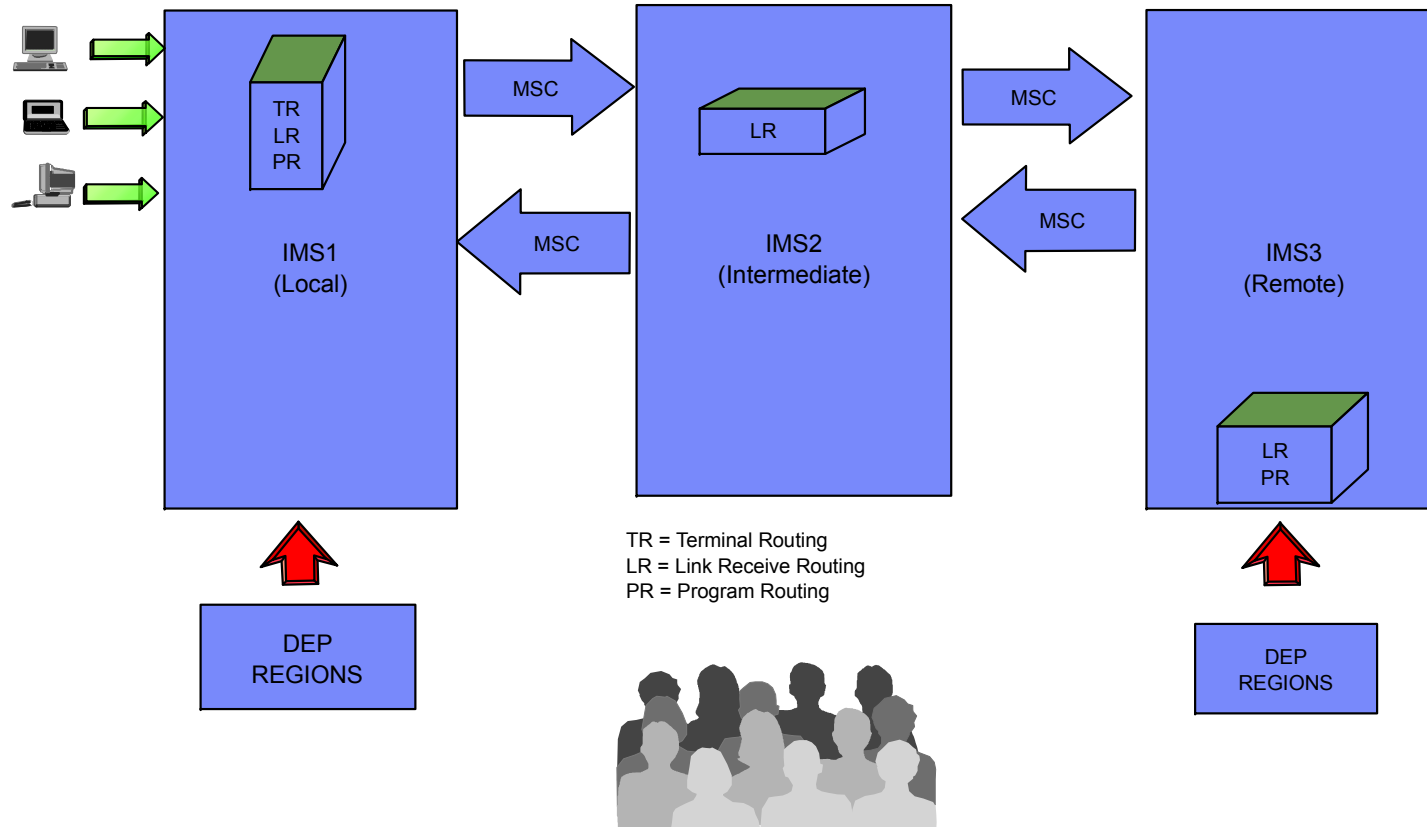 TR
LR
PR
IMS1
(Local)
MSC
MSC
LR
IMS2
(Intermediate)
MSC
MSC
IMS3
(Remote)
LR
PR
TR = Terminal Routing
LR = Link Receive Routing
PR = Program Routing
DEP
REGIONS
DEP
REGIONS